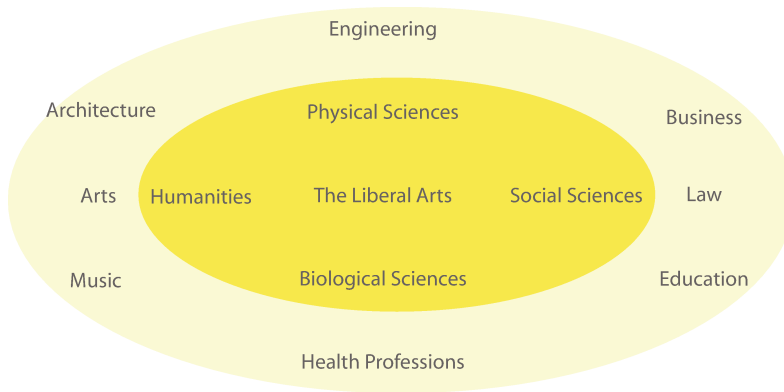 Engineering
Architecture
Physical Sciences
Business
Arts
Humanities
The Liberal Arts
Social Sciences
Law
Music
Biological Sciences
Education
Health Professions